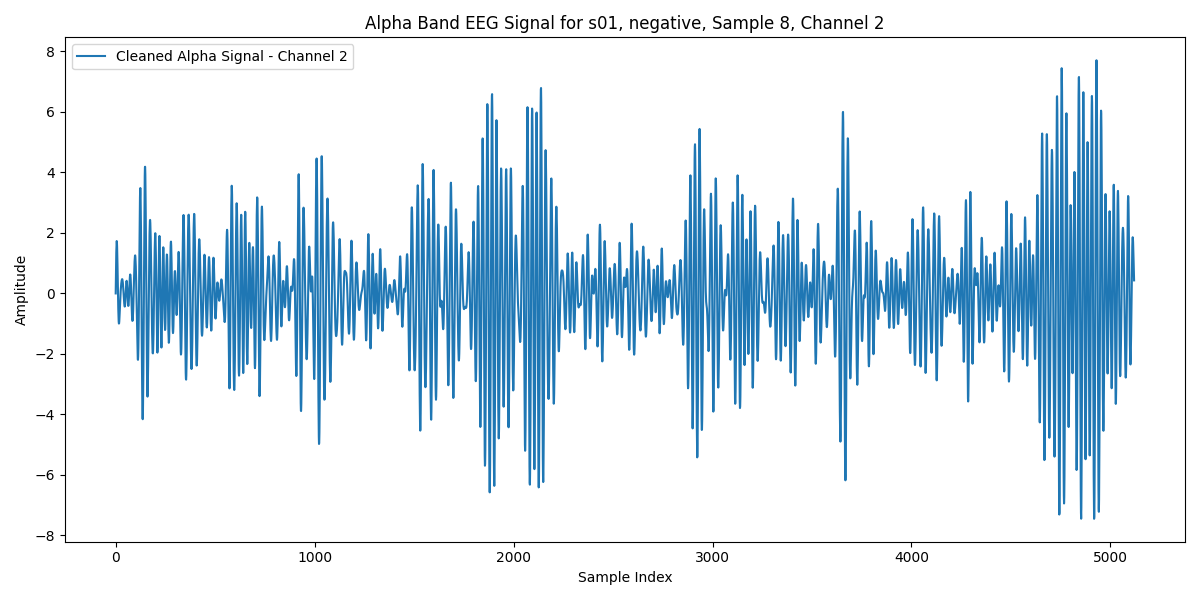 Alpha Band EEG Signal for s01, negative, Sample 8, Channel 2
Cleaned Alpha Signal - Channel 2
Amplitude
8
6
4
2
0
−2
−4
−6
−8
0 1000 2000 3000 4000 5000
Sample Index